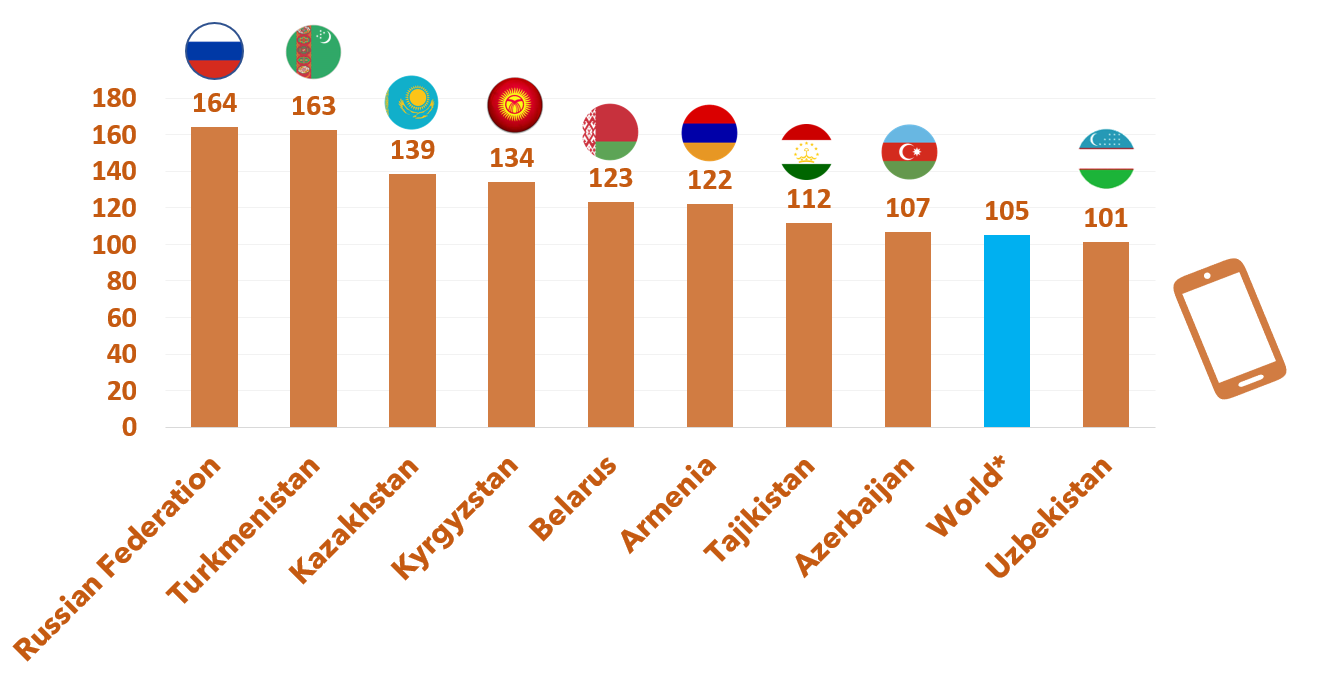 180
160
140
120
100
80
60
40
20
0
164
163
139
134
123
122
112
107
105
101
Russian Federation
Turkmenistan
Kazakhstan
Kyrgyzstan
Belarus
Armenia
Tajikistan
Azerbaijan
World*
Uzbekistan